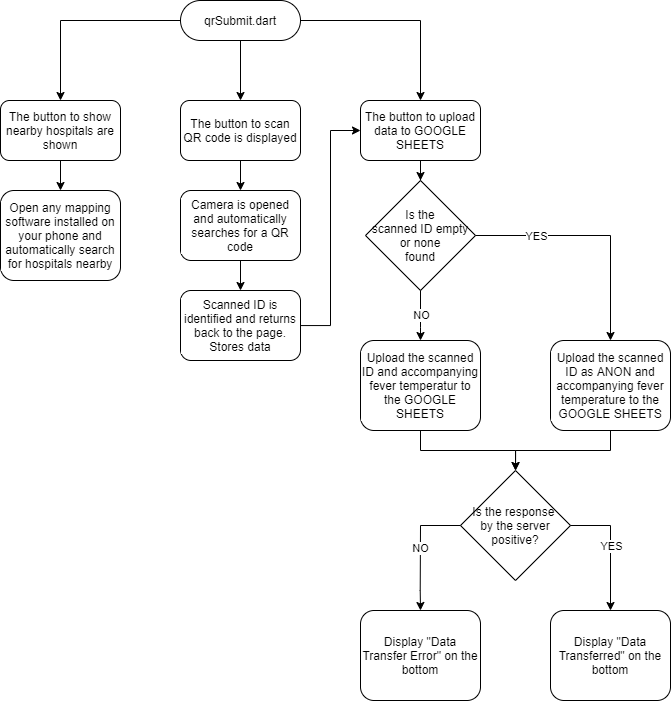 qrSubmit.dart
The button to show
nearby hospitals are
shown
The button to scan
QR code is displayed
The button to upload
data to GOOGLE
SHEETS
Open any mapping
software installed on
your phone and
automatically search
for hospitals nearby
Camera is opened
and automatically
searches for a QR
code
Is the
scanned ID empty
or none
found
YES
Scanned ID is
identified and returns
back to the page.
Stores data
NO
Upload the scanned
ID and accompanying
fever temperatur to
the GOOGLE
SHEETS
Upload the scanned
ID as ANON and
accompanying fever
temperature to the
GOOGLE SHEETS
Is the response
by the server
positive?
NO
YES
Display "Data
Transfer Error" on the
bottom
Display "Data
Transferred" on the
bottom